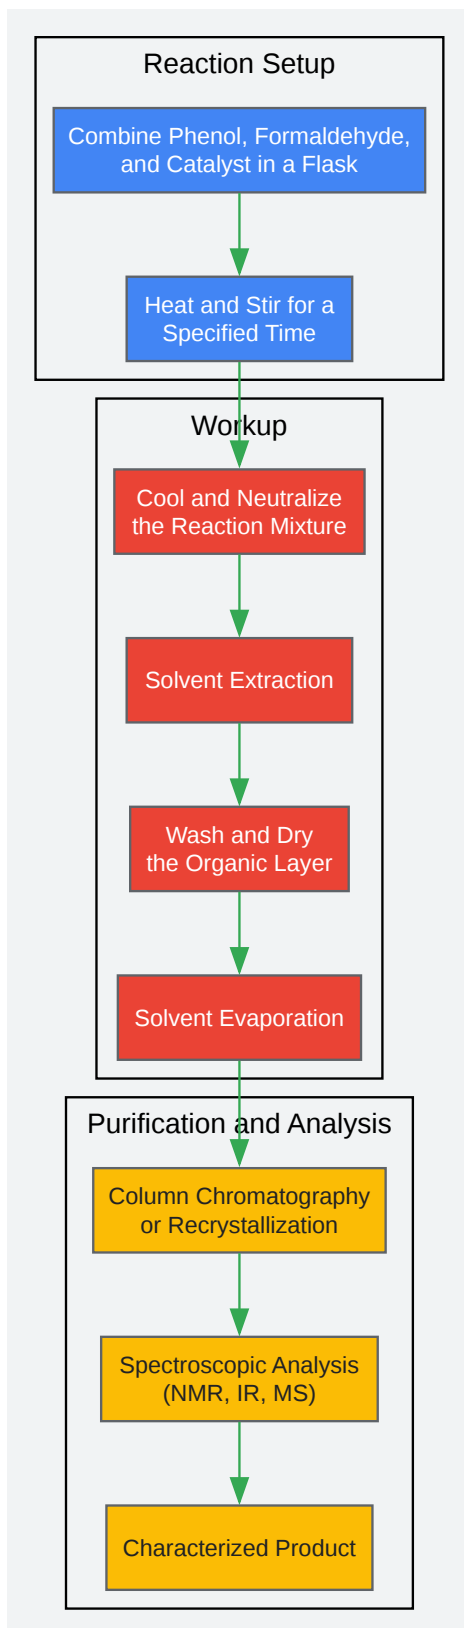 Reaction Setup
Combine Phenol, Formaldehyde,
and Catalyst in a Flask
Heat and Stir for a
Specified Time
Workup
Cool and Neutralize
the Reaction Mixture
Solvent Extraction
Wash and Dry
the Organic Layer
Solvent Evaporation
Purification and Analysis
Column Chromatography
or Recrystallization
Spectroscopic Analysis
(NMR, IR, MS)
Characterized Product